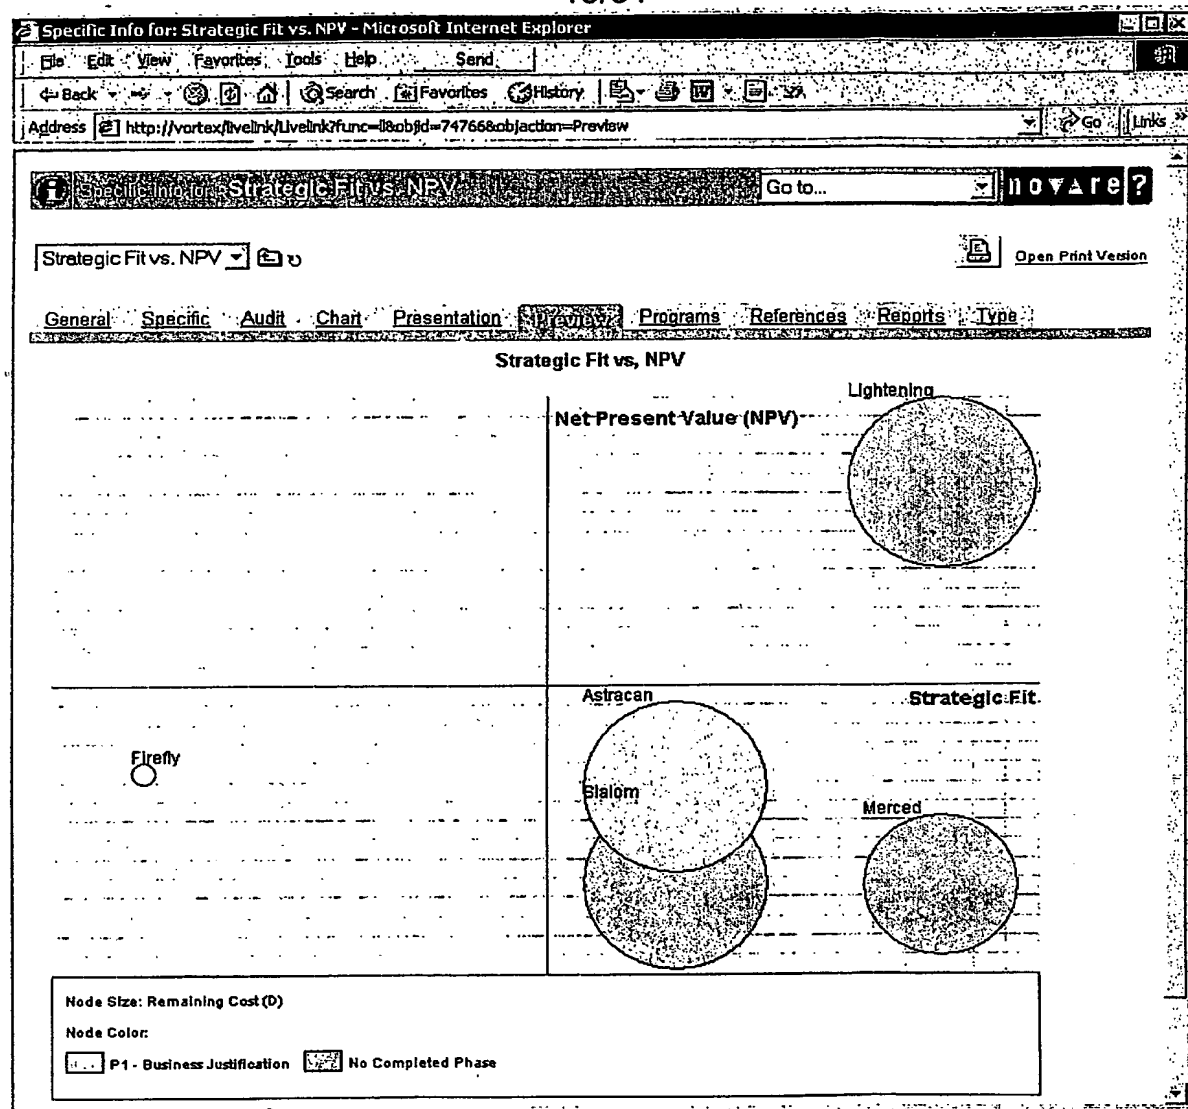 Specific Info for: Strategic Fit vs. NPV - Microsoft Internet Explorer
File Edit View Favorites Tools Help Send
Back Search Favorites History
Address http://vortex/livelink/Livelink?func=ll&objid=74766&objaction=Preview Go Links
Specific Info for: Strategic Fit vs. NPV Go to... novare ?
Strategic Fit vs. NPV Open Print Version
General Specific Audit Chart Presentation Preview Programs References Reports Type
Strategic Fit vs, NPV
Lightening
Net Present Value (NPV)
Astracan
Strategic Fit
Firefly
Slalom
Merced
Node Size: Remaining Cost (D)
Node Color:
P1 - Business Justification No Completed Phase